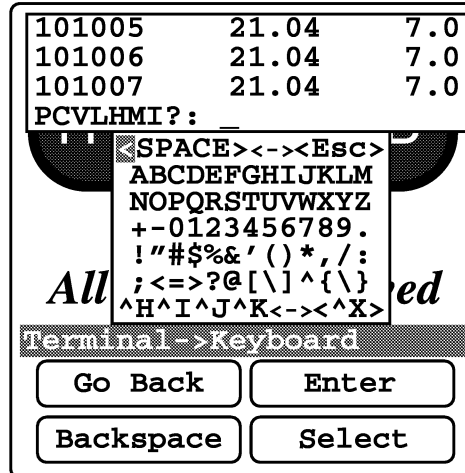 101005 21.04 7.0
101006 21.04 7.0
101007 21.04 7.0
PCVLHMI?: _
<SPACE><-><Esc>
ABCDEFGHIJKLM
NOPQRSTUVWXYZ
+-0123456789.
!"#$%&'()*,/:
;<=>?@[\]^{\}
^H^I^J^K<-><^X>
All ved
Terminal->Keyboard
Go Back Enter
Backspace Select